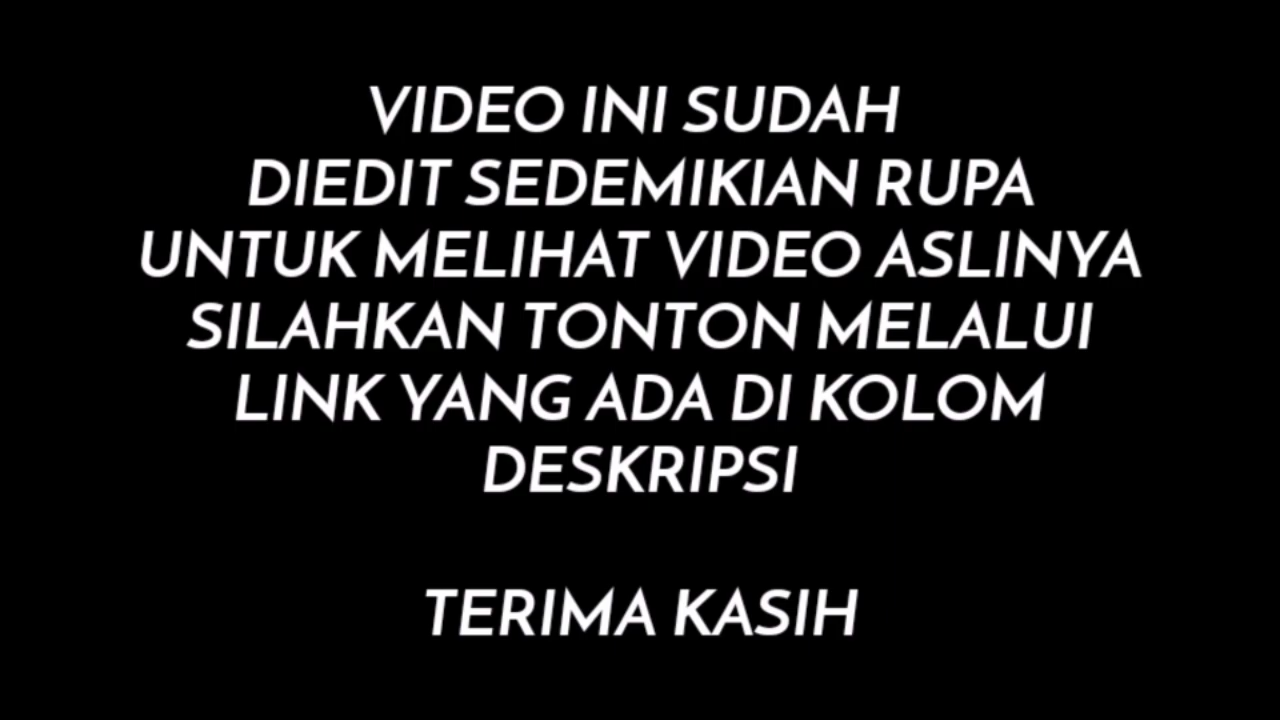 VIDEO INI SUDAH
DIEDIT SEDEMIKIAN RUPA
UNTUK MELIHAT VIDEO ASLINYA
SILAHKAN TONTON MELALUI
LINK YANG ADA DI KOLOM
DESKRIPSI
TERIMA KASIH